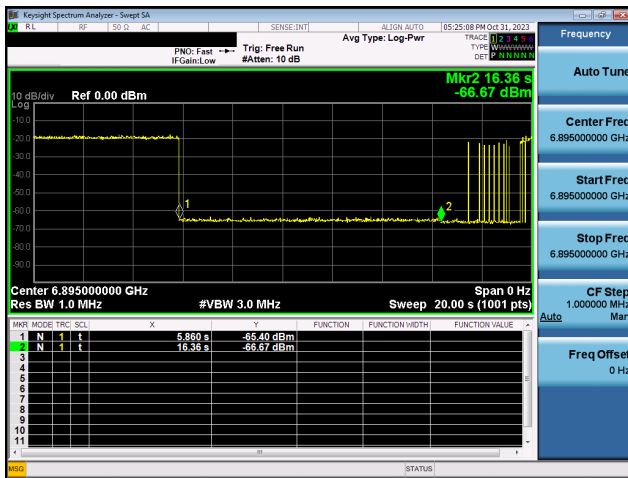 Keysight Spectrum Analyzer - Swept SA
RL RF 50 Ω AC SENSE:INT ALIGN AUTO 05:25:08 PM Oct 31, 2023
Frequency
Avg Type: Log-Pwr
TRACE 1 2 3 4 5 6
PNO: Fast Trig: Free Run
TYPE W
IFGain:Low #Atten: 10 dB
DET P N N N N N
Auto Tune
Mkr2 16.36 s
-66.67 dBm
10 dB/div Ref 0.00 dBm
Log
-10.0
-20.0
-30.0
-40.0
-50.0
-60.0
-70.0
-80.0
-90.0
1
2
Center Freq
6.895000000 GHz
Start Freq
6.895000000 GHz
Stop Freq
6.895000000 GHz
Center 6.895000000 GHz Span 0 Hz
Res BW 1.0 MHz #VBW 3.0 MHz Sweep 20.00 s (1001 pts)
CF Step
1.000000 MHz
Auto Man
MKR MODE TRC SCL X Y FUNCTION FUNCTION WIDTH FUNCTION VALUE
1 N 1 t 5.860 s -65.40 dBm
2 N 1 t 16.36 s -66.67 dBm
3
4
5
6
7
8
9
10
11
Freq Offset
0 Hz
MSG STATUS